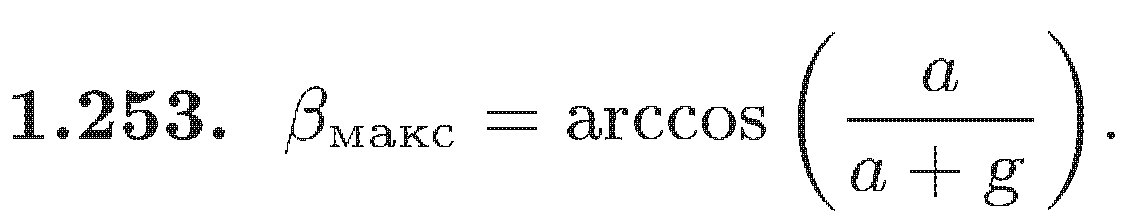 1.253. β_макс = arccos (a / (a + g)).